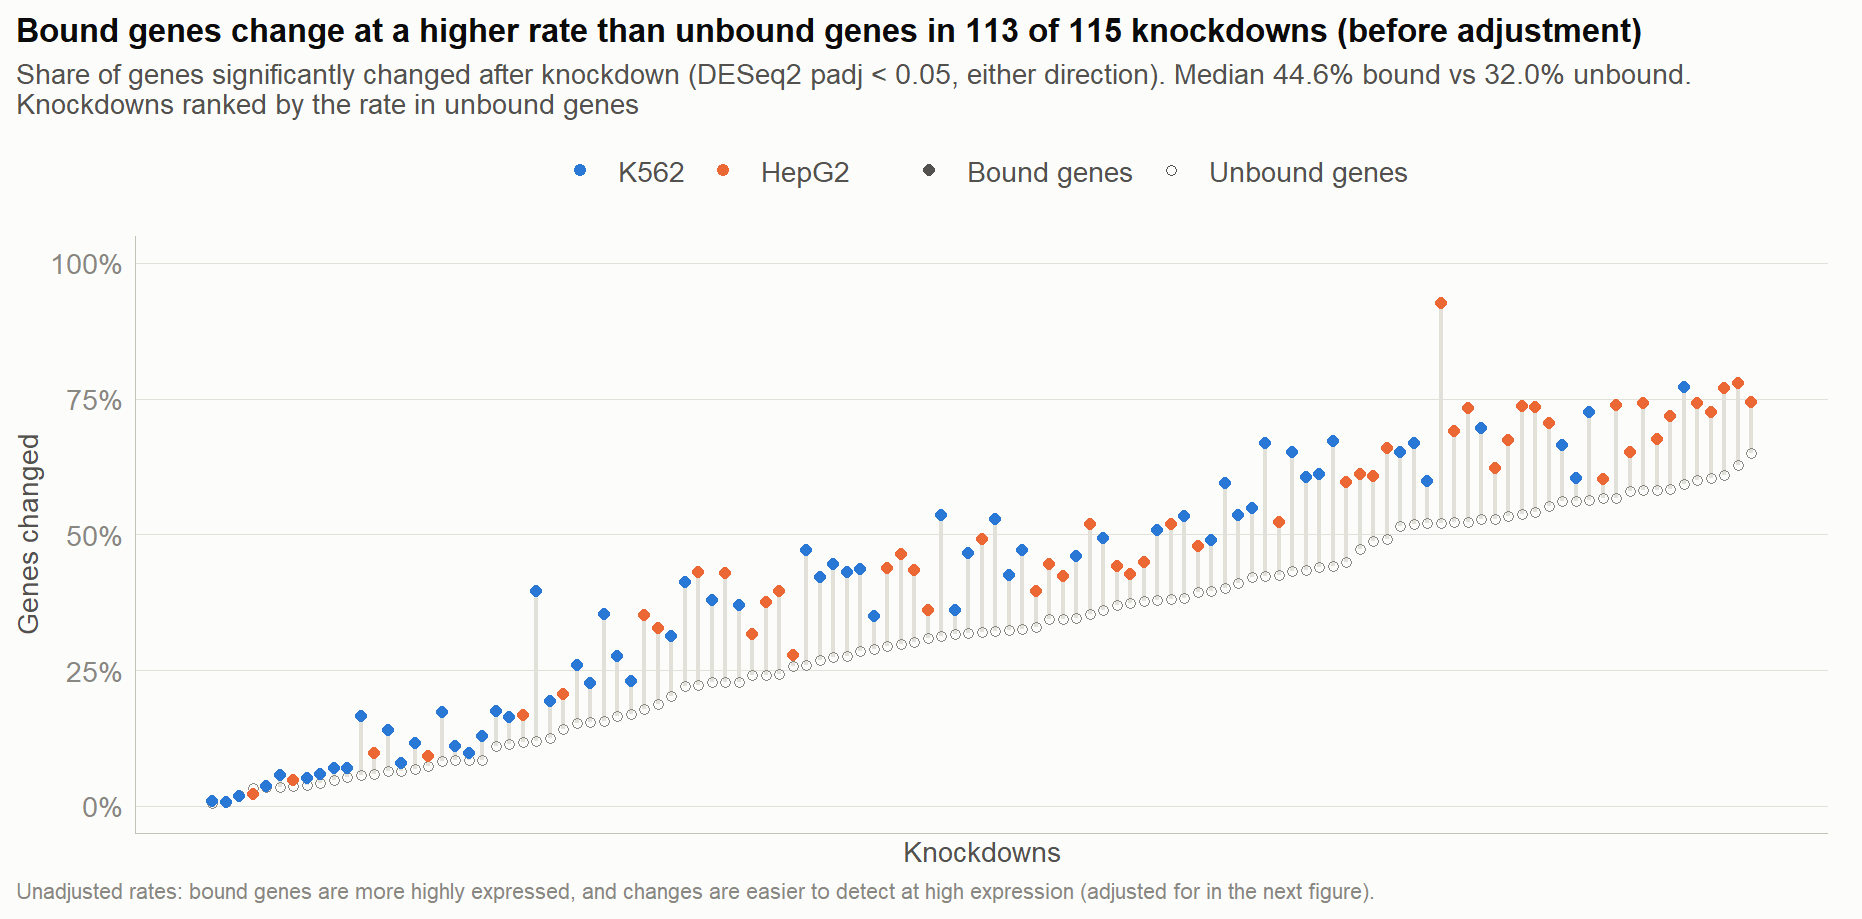 Bound genes change at a higher rate than unbound genes in 113 of 115 knockdowns (before adjustment)
Share of genes significantly changed after knockdown (DESeq2 padj < 0.05, either direction). Median 44.6% bound vs 32.0% unbound.
Knockdowns ranked by the rate in unbound genes
K562 HepG2 Bound genes Unbound genes
100%
75%
50%
25%
0%
Genes changed
Knockdowns
Unadjusted rates: bound genes are more highly expressed, and changes are easier to detect at high expression (adjusted for in the next figure).